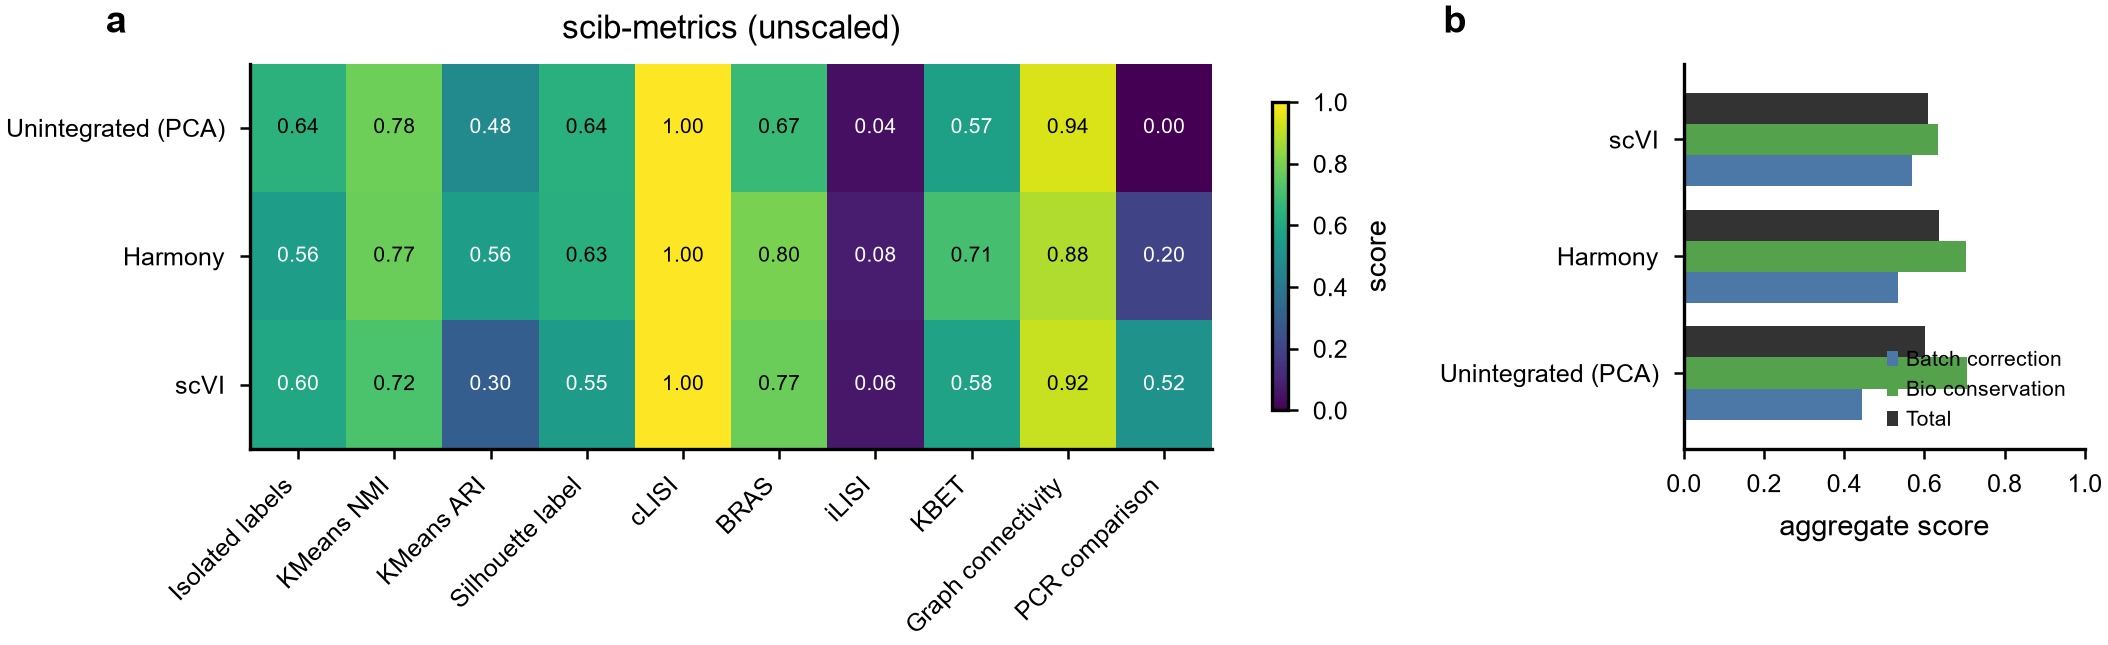 a
scib-metrics (unscaled)
Unintegrated (PCA)
0.64 0.78 0.48 0.64 1.00 0.67 0.04 0.57 0.94 0.00
Harmony
0.56 0.77 0.56 0.63 1.00 0.80 0.08 0.71 0.88 0.20
scVI
0.60 0.72 0.30 0.55 1.00 0.77 0.06 0.58 0.92 0.52
Isolated labels
KMeans NMI
KMeans ARI
Silhouette label
cLISI
BRAS
iLISI
KBET
Graph connectivity
PCR comparison
1.0
0.8
0.6
0.4
0.2
0.0
score
b
scVI
Harmony
Unintegrated (PCA)
Batch correction
Bio conservation
Total
0.0 0.2 0.4 0.6 0.8 1.0
aggregate score